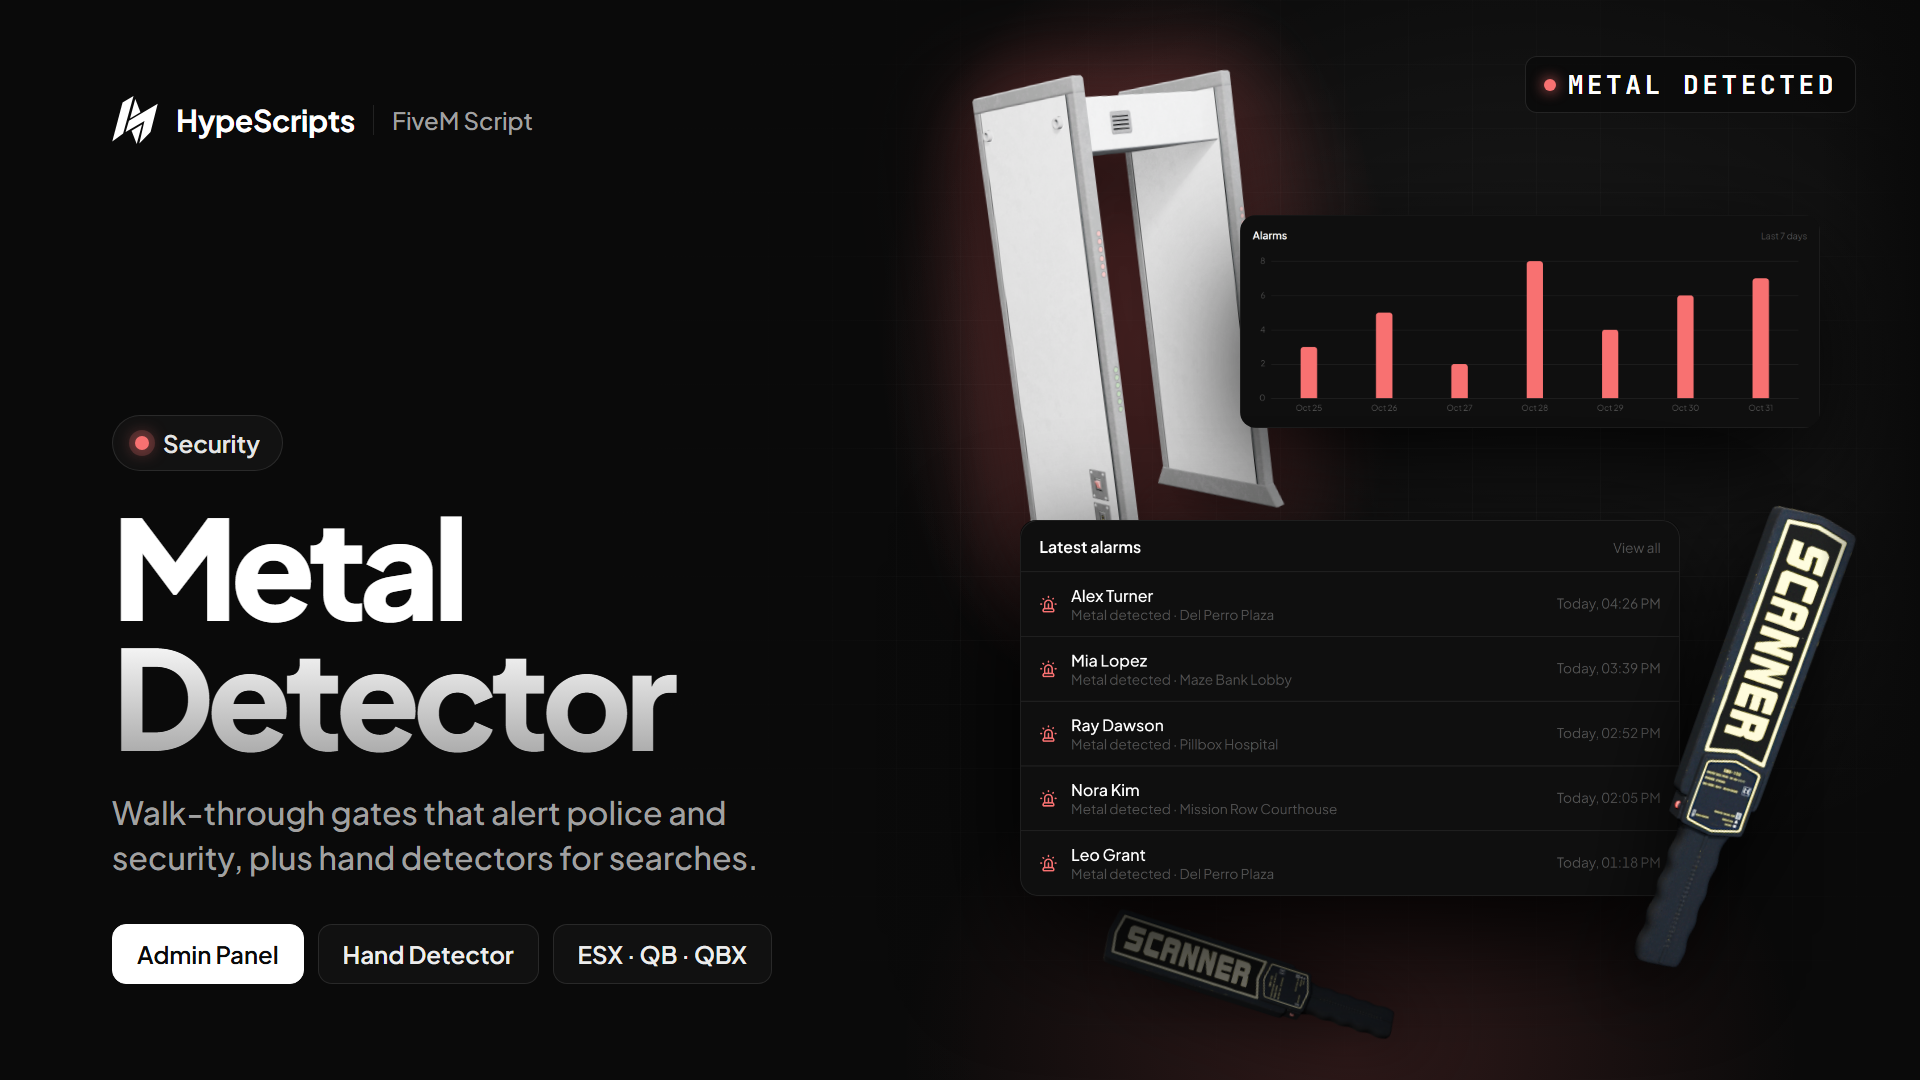 HypeScripts
FiveM Script
METAL DETECTED
Security
Metal
Detector
Walk-through gates that alert police and
security, plus hand detectors for searches.
Admin Panel
Hand Detector
ESX · QB · QBX
Alarms
Last 7 days
8
6
4
2
0
Oct 25
Oct 26
Oct 27
Oct 28
Oct 29
Oct 30
Oct 31
Latest alarms
View all
Alex Turner
Metal detected · Del Perro Plaza
Today, 04:26 PM
Mia Lopez
Metal detected · Maze Bank Lobby
Today, 03:39 PM
Ray Dawson
Metal detected · Pillbox Hospital
Today, 02:52 PM
Nora Kim
Metal detected · Mission Row Courthouse
Today, 02:05 PM
Leo Grant
Metal detected · Del Perro Plaza
Today, 01:18 PM
SCANNER
SCANNER